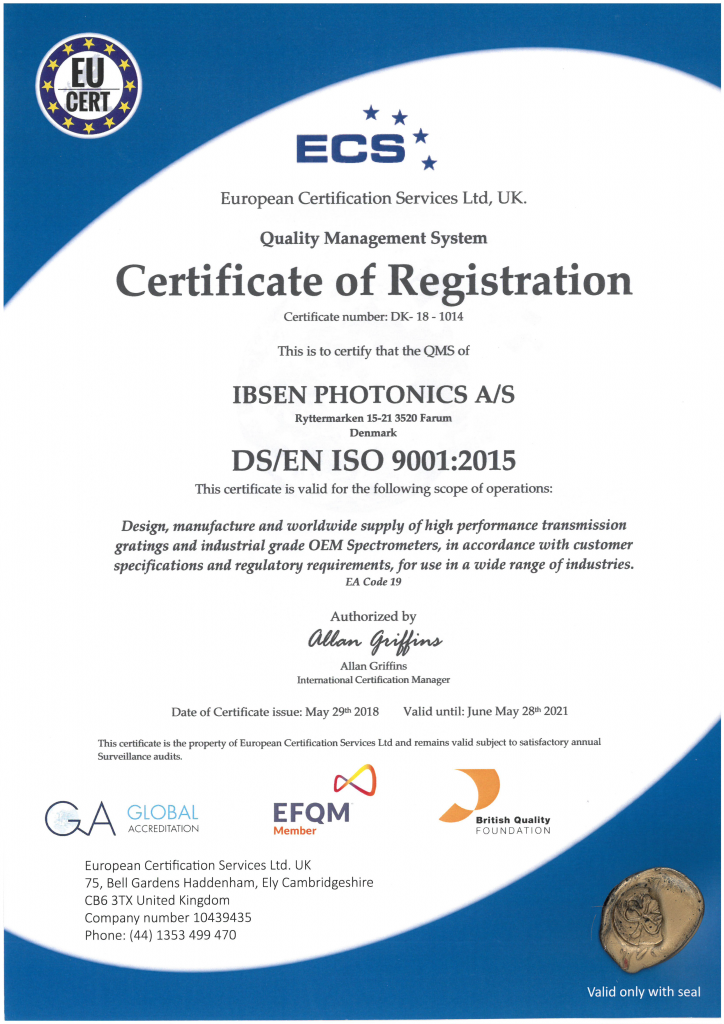 EU
CERT
ECS
European Certification Services Ltd, UK.
Quality Management System
Certificate of Registration
Certificate number: DK- 18 - 1014
This is to certify that the QMS of
IBSEN PHOTONICS A/S
Ryttermarken 15-21 3520 Farum
Denmark
DS/EN ISO 9001:2015
This certificate is valid for the following scope of operations:
Design, manufacture and worldwide supply of high performance transmission
gratings and industrial grade OEM Spectrometers, in accordance with customer
specifications and regulatory requirements, for use in a wide range of industries.
EA Code 19
Authorized by
Allan Griffins
Allan Griffins
International Certification Manager
Date of Certificate issue: May 29th 2018 Valid until: June May 28th 2021
This certificate is the property of European Certification Services Ltd and remains valid subject to satisfactory annual
Surveillance audits.
GA GLOBAL
ACCREDITATION
EFQM
Member
British Quality
FOUNDATION
European Certification Services Ltd. UK
75, Bell Gardens Haddenham, Ely Cambridgeshire
CB6 3TX United Kingdom
Company number 10439435
Phone: (44) 1353 499 470
Valid only with seal